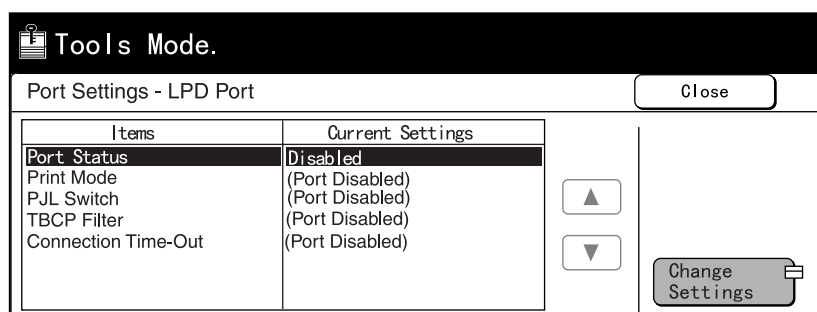 Tools Mode.
Port Settings - LPD Port
Close
Items Current Settings
Port Status Disabled
Print Mode (Port Disabled)
PJL Switch (Port Disabled)
TBCP Filter (Port Disabled)
Connection Time-Out (Port Disabled)
Change
Settings